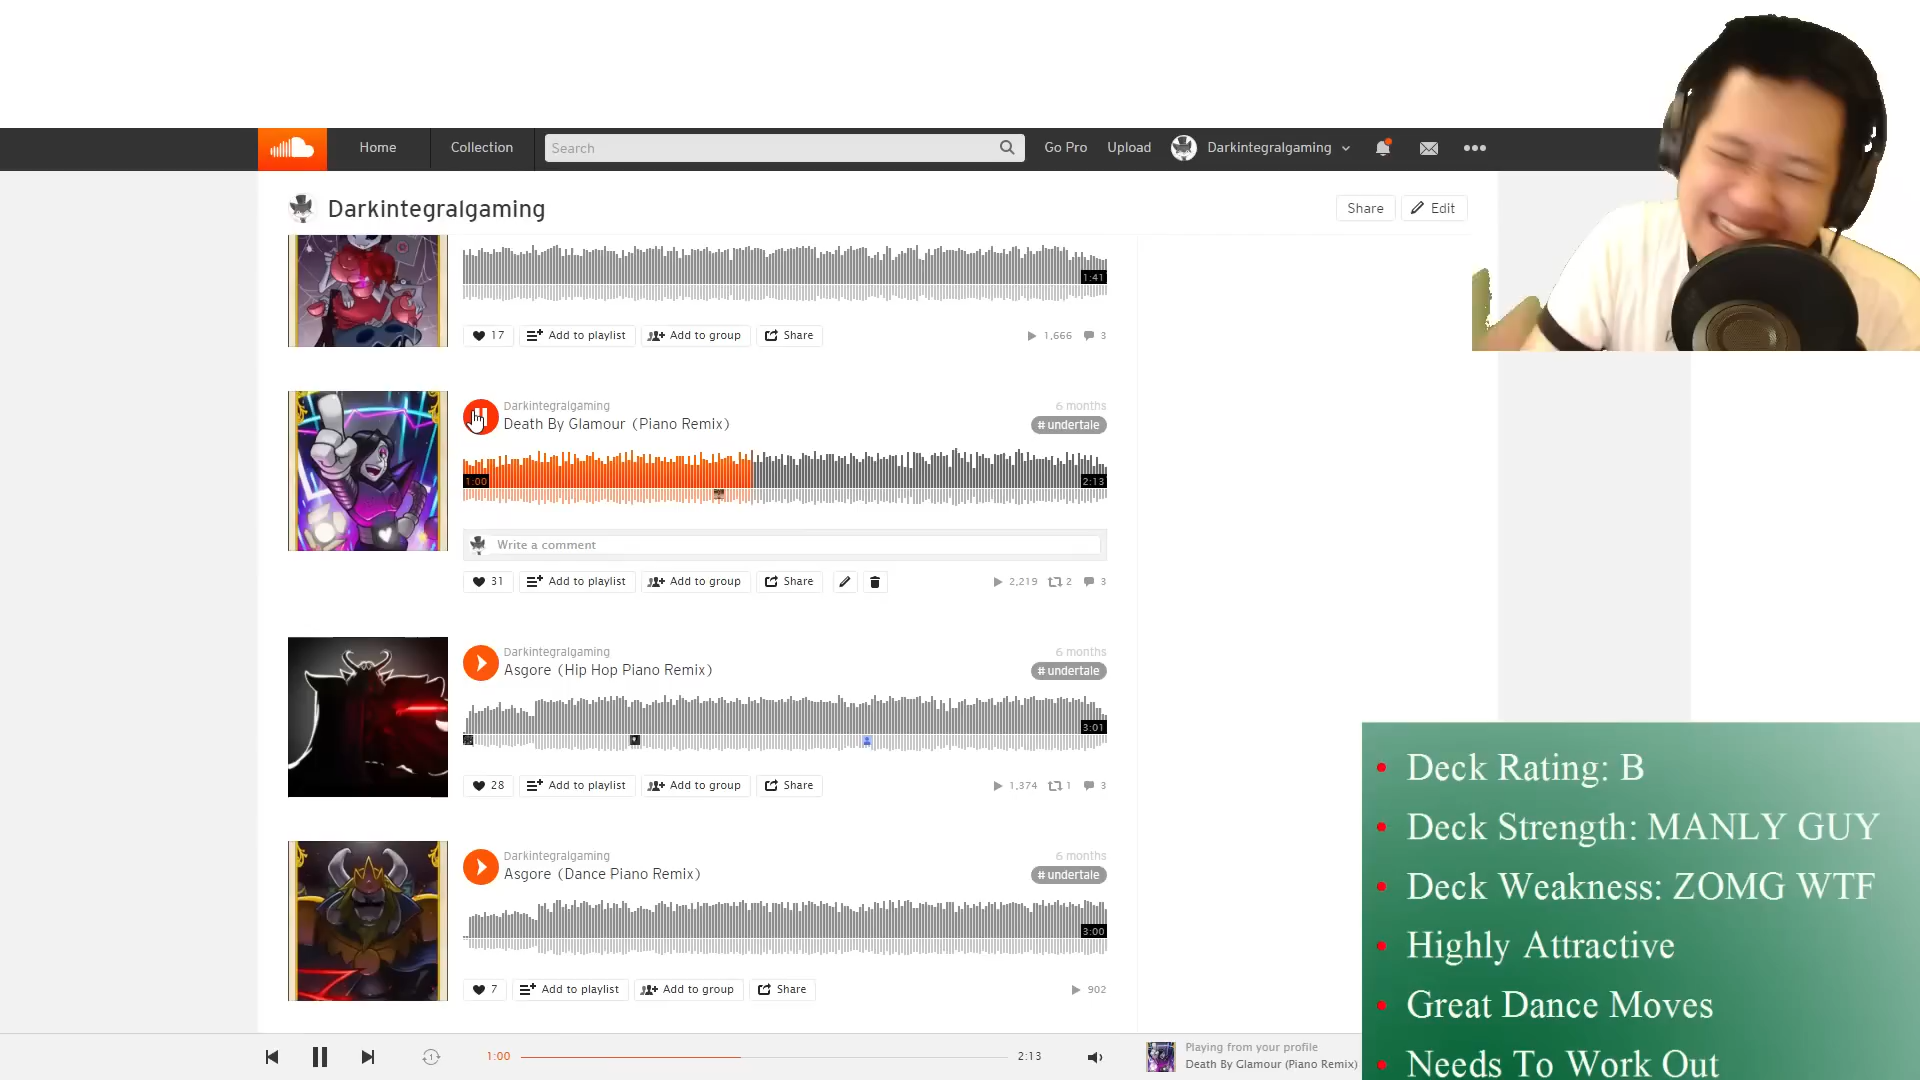 Home
Collection
Search
Go Pro
Upload
Darkintegralgaming
Darkintegralgaming
Share
Edit
1:41
17
Add to playlist
Add to group
Share
1,666
3
Darkintegralgaming
6 months
Death By Glamour (Piano Remix)
# undertale
1:00
2:13
Write a comment
31
Add to playlist
Add to group
Share
2,219
2
3
Darkintegralgaming
6 months
Asgore (Hip Hop Piano Remix)
# undertale
3:01
28
Add to playlist
Add to group
Share
1,374
1
3
Darkintegralgaming
6 months
Asgore (Dance Piano Remix)
# undertale
3:00
7
Add to playlist
Add to group
Share
902
1
1:00
2:13
Playing from your profile
Death By Glamour (Piano Remix)
Deck Rating: B
Deck Strength: MANLY GUY
Deck Weakness: ZOMG WTF
Highly Attractive
Great Dance Moves
Needs To Work Out